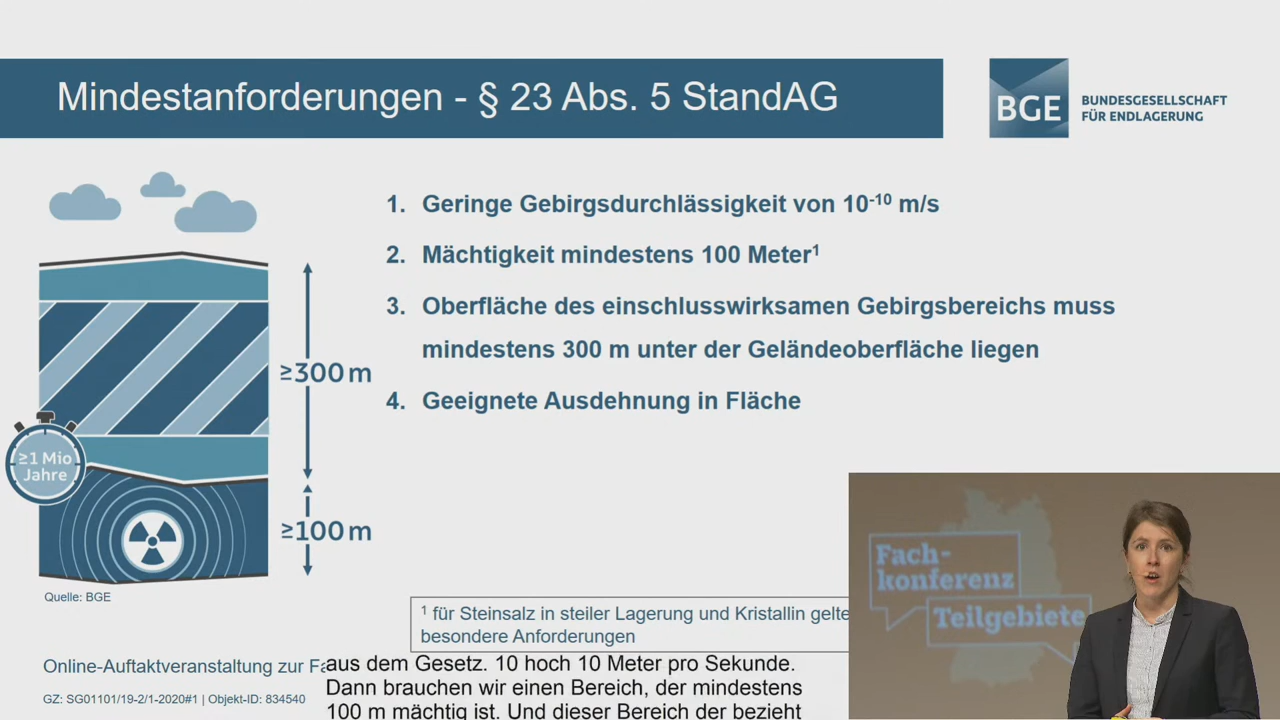 Mindestanforderungen - § 23 Abs. 5 StandAG
BGE
BUNDESGESELLSCHAFT
FÜR ENDLAGERUNG
1. Geringe Gebirgsdurchlässigkeit von 10⁻¹⁰ m/s
2. Mächtigkeit mindestens 100 Meter¹
3. Oberfläche des einschlusswirksamen Gebirgsbereichs muss
mindestens 300 m unter der Geländeoberfläche liegen
4. Geeignete Ausdehnung in Fläche
≥300 m
≥1 Mio
Jahre
≥100 m
Quelle: BGE
¹ für Steinsalz in steiler Lagerung und Kristallin gelte
besondere Anforderungen
Fach-
konferenz
Teilgebiete
Online-Auftaktveranstaltung zur Fa
GZ: SG01101/19-2/1-2020#1 | Objekt-ID: 834540
aus dem Gesetz. 10 hoch 10 Meter pro Sekunde.
Dann brauchen wir einen Bereich, der mindestens
100 m mächtig ist. Und dieser Bereich der bezieht